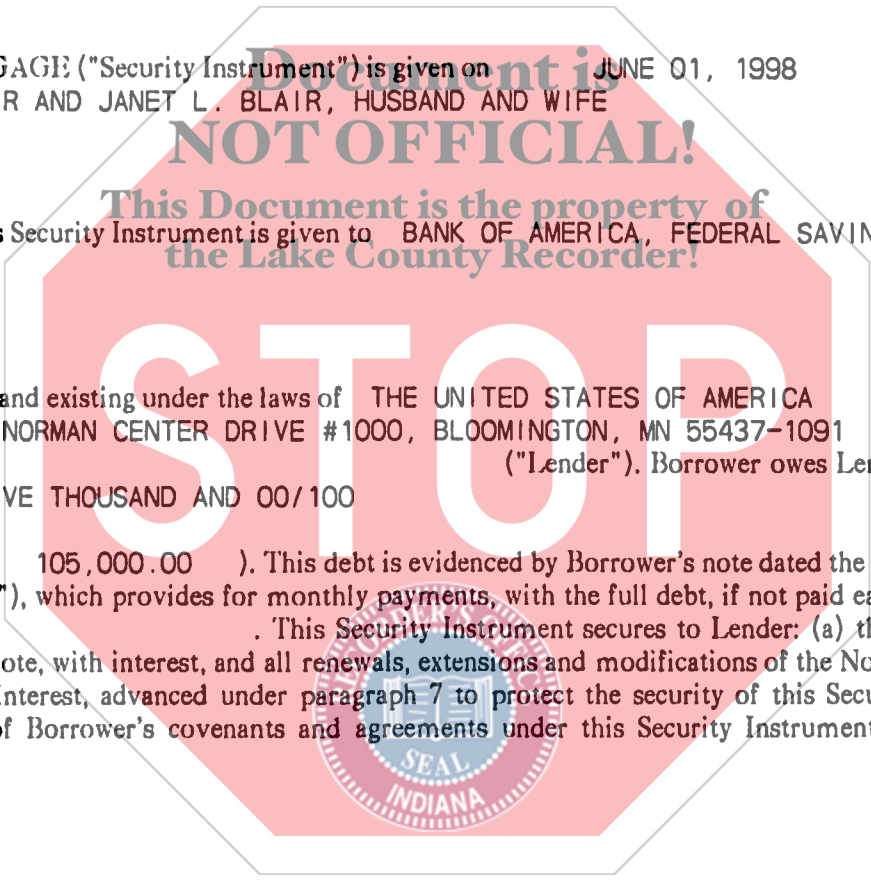 GAGE ("Security Instrument") is given on JUNE 01, 1998
Document is
R AND JANET L. BLAIR, HUSBAND AND WIFE
NOT OFFICIAL!
This Document is the property of
s Security Instrument is given to BANK OF AMERICA, FEDERAL SAVIN
the Lake County Recorder!
STOP
and existing under the laws of THE UNITED STATES OF AMERICA
NORMAN CENTER DRIVE #1000, BLOOMINGTON, MN 55437-1091
("Lender"). Borrower owes Len
VE THOUSAND AND 00/100
105,000.00 ). This debt is evidenced by Borrower's note dated the
"), which provides for monthly payments, with the full debt, if not paid ea
. This Security Instrument secures to Lender: (a) th
ote, with interest, and all renewals, extensions and modifications of the No
interest, advanced under paragraph 7 to protect the security of this Secu
of Borrower's covenants and agreements under this Security Instrument
SEAL
INDIANA